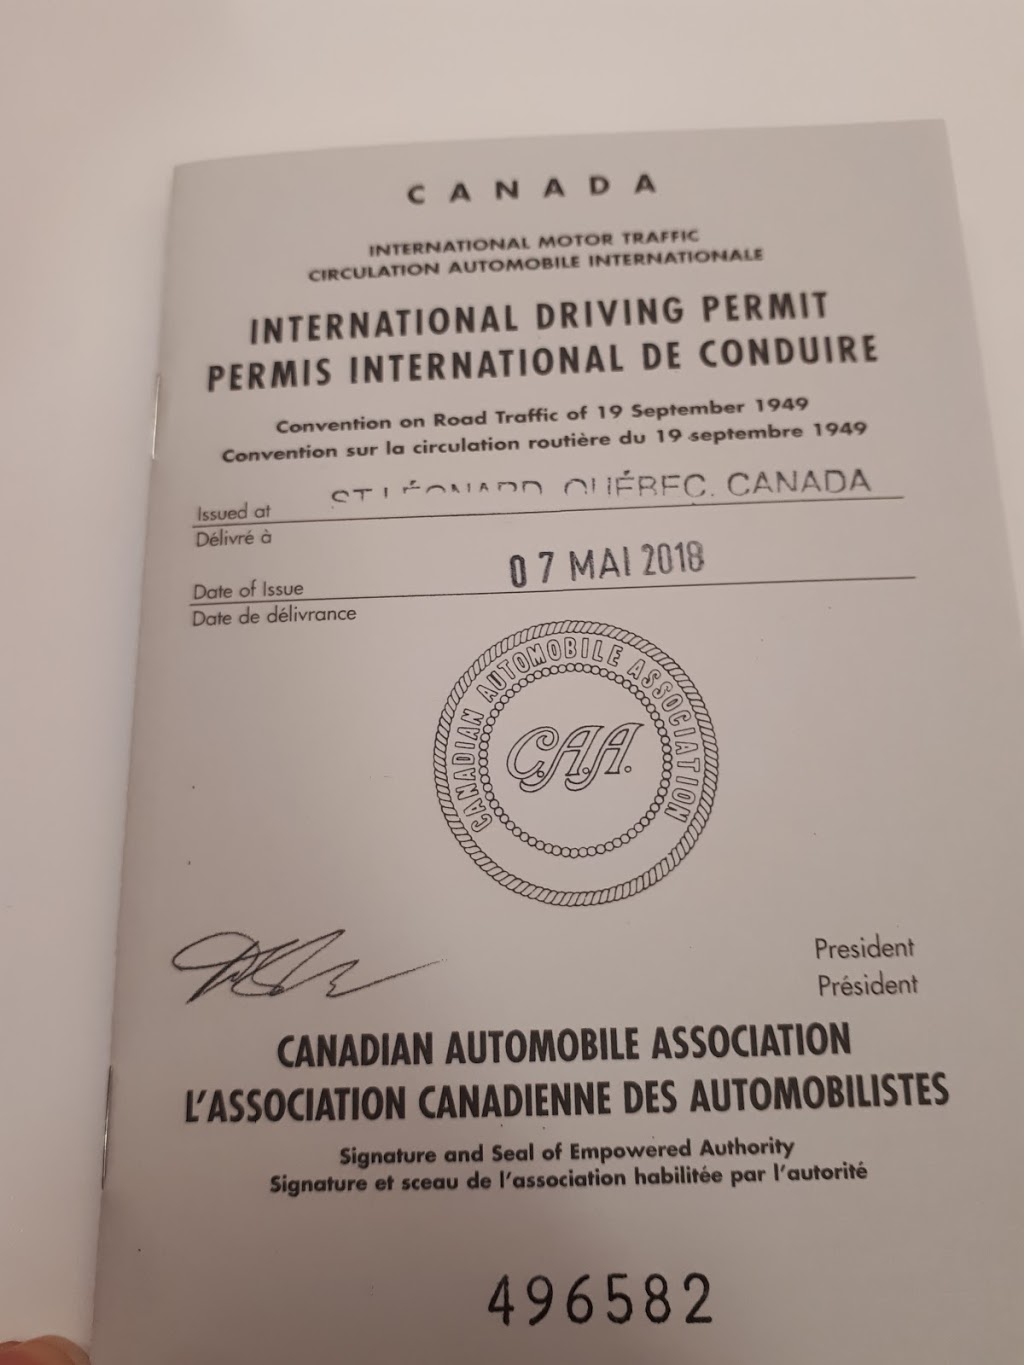 CANADA
INTERNATIONAL MOTOR TRAFFIC
CIRCULATION AUTOMOBILE INTERNATIONALE
INTERNATIONAL DRIVING PERMIT
PERMIS INTERNATIONAL DE CONDUIRE
Convention on Road Traffic of 19 September 1949
Convention sur la circulation routière du 19 septembre 1949
Issued at ST-LÉONARD, QUÉBEC, CANADA
Délivré à
Date of Issue 07 MAI 2018
Date de délivrance
CANADIAN AUTOMOBILE ASSOCIATION
C.A.A.
President
Président
CANADIAN AUTOMOBILE ASSOCIATION
L'ASSOCIATION CANADIENNE DES AUTOMOBILISTES
Signature and Seal of Empowered Authority
Signature et sceau de l'association habilitée par l'autorité
496582